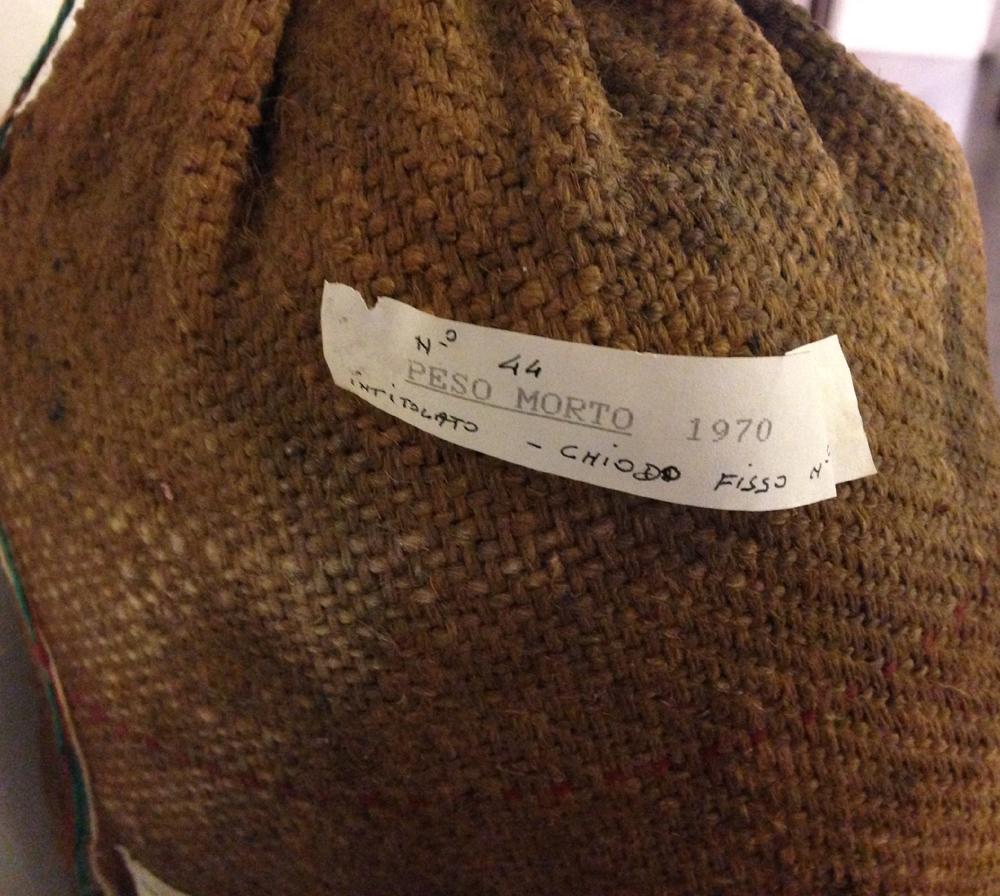 N.º 44
PESO MORTO 1970
INTITOLATO - CHIODO FISSO N.º